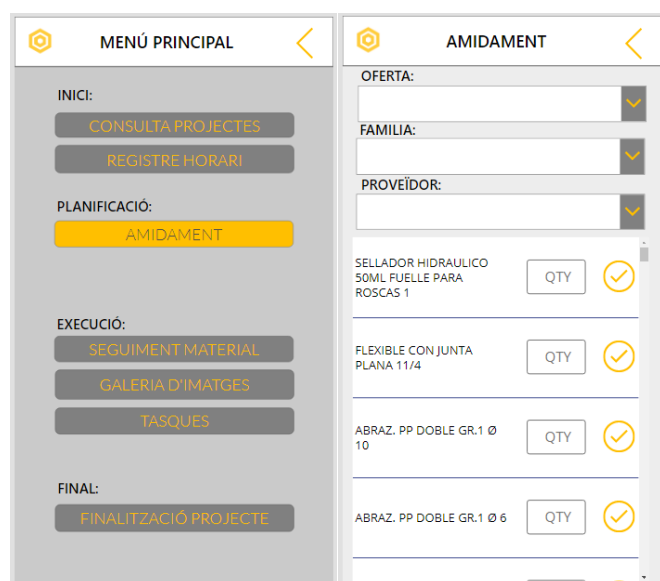 MENÚ PRINCIPAL
INICI:
CONSULTA PROJECTES
REGISTRE HORARI
PLANIFICACIÓ:
AMIDAMENT
EXECUCIÓ:
SEGUIMENT MATERIAL
GALERIA D'IMATGES
TASQUES
FINAL:
FINALITZACIÓ PROJECTE
AMIDAMENT
OFERTA:
FAMILIA:
PROVEÏDOR:
SELLADOR HIDRAULICO
50ML FUELLE PARA
ROSCAS 1
QTY
FLEXIBLE CON JUNTA
PLANA 11/4
QTY
ABRAZ. PP DOBLE GR.1 Ø
10
QTY
ABRAZ. PP DOBLE GR.1 Ø 6
QTY